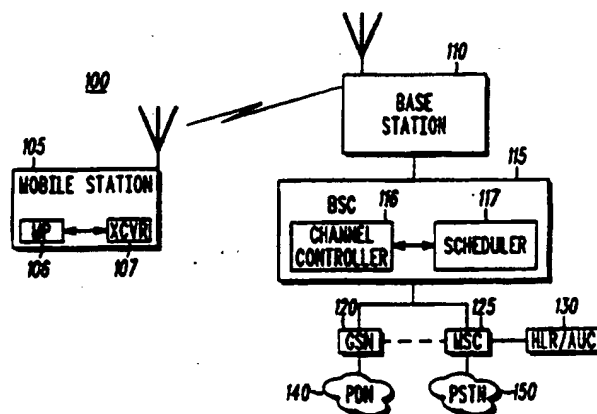 100
110
BASE
STATION
105
MOBILE STATION
MP
XCVR
106
107
115
BSC
116
117
CHANNEL
CONTROLLER
SCHEDULER
120
125
130
GSN
MSC
HLR/AUC
140
PDN
PSTN
150